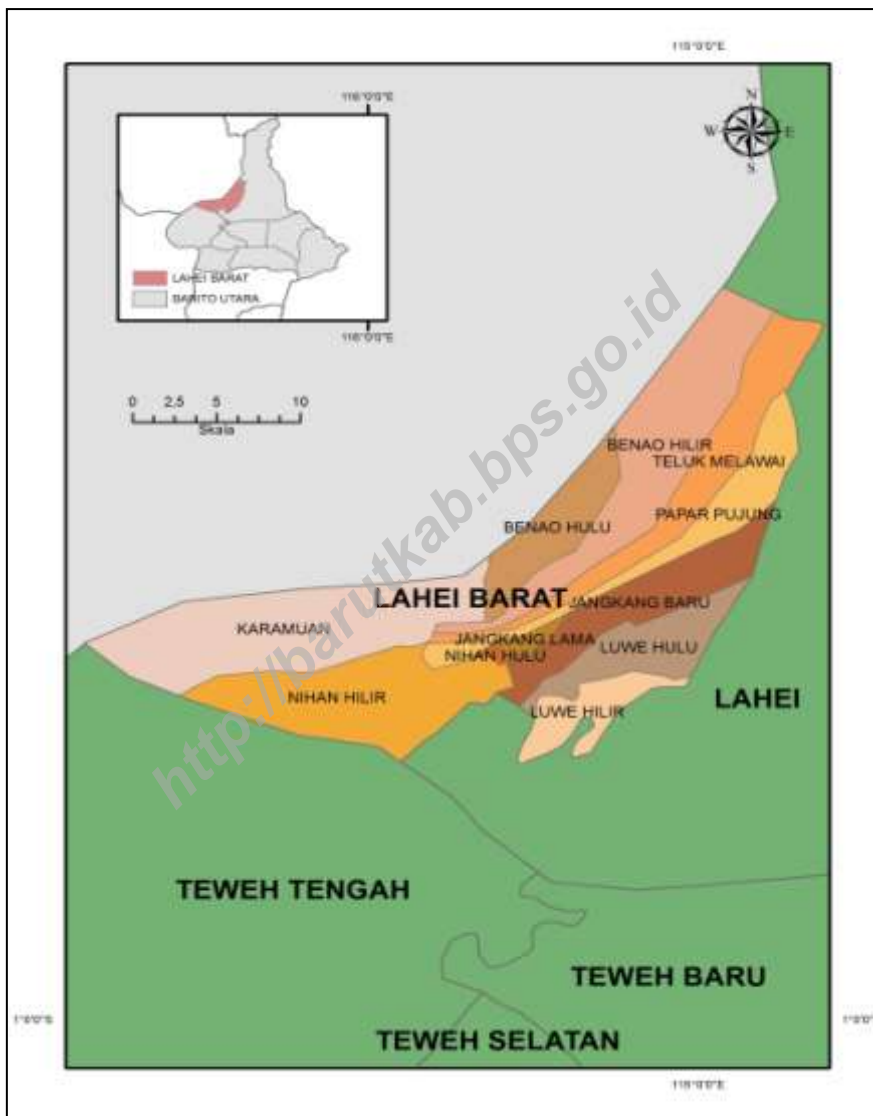 115°0'0"E
116°0'0"E
N
W E
S
LAHEI BARAT
BARITO UTARA
116°0'0"E
0 2,5 5 10
Skala
BENAO HILIR
TELUK MELAWAI
PAPAR PUJUNG
BENAO HULU
LAHEI BARAT
JANGKANG BARU
KARAMUAN
JANGKANG LAMA
LUWE HULU
NIHAN HULU
NIHAN HILIR
LUWE HILIR
LAHEI
TEWEH TENGAH
TEWEH BARU
1°0'0"S
TEWEH SELATAN
115°0'0"E
http://barutkab.bps.go.id